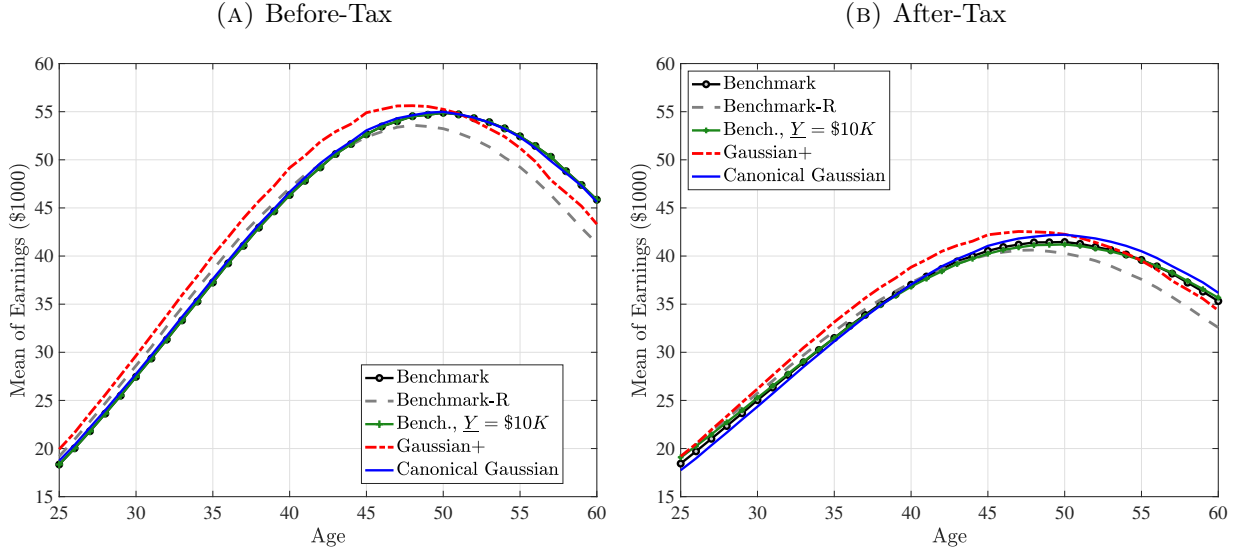 (A) Before-Tax
60
55
50
45
40
35
30
25
20
15
Mean of Earnings ($1000)
25 30 35 40 45 50 55 60
Age
Benchmark
Benchmark-R
Bench., Y = $10K
Gaussian+
Canonical Gaussian
(B) After-Tax
60
55
50
45
40
35
30
25
20
15
Mean of Earnings ($1000)
25 30 35 40 45 50 55 60
Age
Benchmark
Benchmark-R
Bench., Y = $10K
Gaussian+
Canonical Gaussian